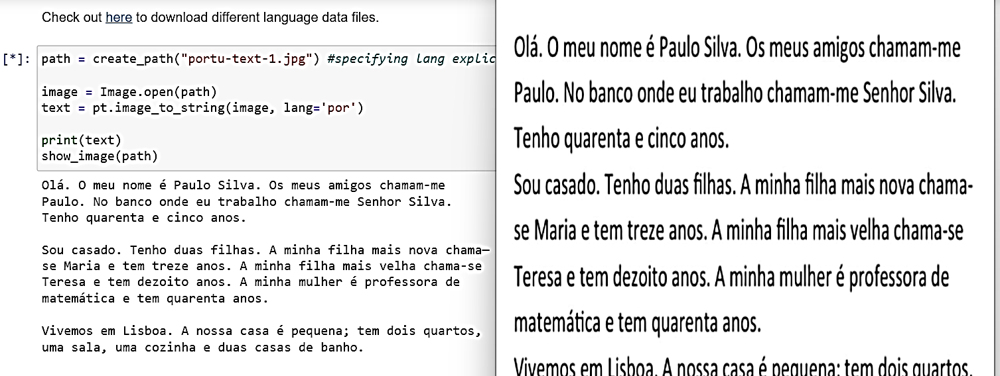 Check out here to download different language data files.
[*]:
path = create_path("portu-text-1.jpg") #specifying lang explic
image = Image.open(path)
text = pt.image_to_string(image, lang='por')
print(text)
show_image(path)
Olá. O meu nome é Paulo Silva. Os meus amigos chamam-me
Paulo. No banco onde eu trabalho chamam-me Senhor Silva.
Tenho quarenta e cinco anos.
Sou casado. Tenho duas filhas. A minha filha mais nova chama—
se Maria e tem treze anos. A minha filha mais velha chama-se
Teresa e tem dezoito anos. A minha mulher é professora de
matemática e tem quarenta anos.
Vivemos em Lisboa. A nossa casa é pequena; tem dois quartos,
uma sala, uma cozinha e duas casas de banho.
Olá. O meu nome é Paulo Silva. Os meus amigos chamam-me
Paulo. No banco onde eu trabalho chamam-me Senhor Silva.
Tenho quarenta e cinco anos.
Sou casado. Tenho duas filhas. A minha filha mais nova chama-
se Maria e tem treze anos. A minha filha mais velha chama-se
Teresa e tem dezoito anos. A minha mulher é professora de
matemática e tem quarenta anos.
Vivemos em Lisboa. A nossa casa é pequena; tem dois quartos,